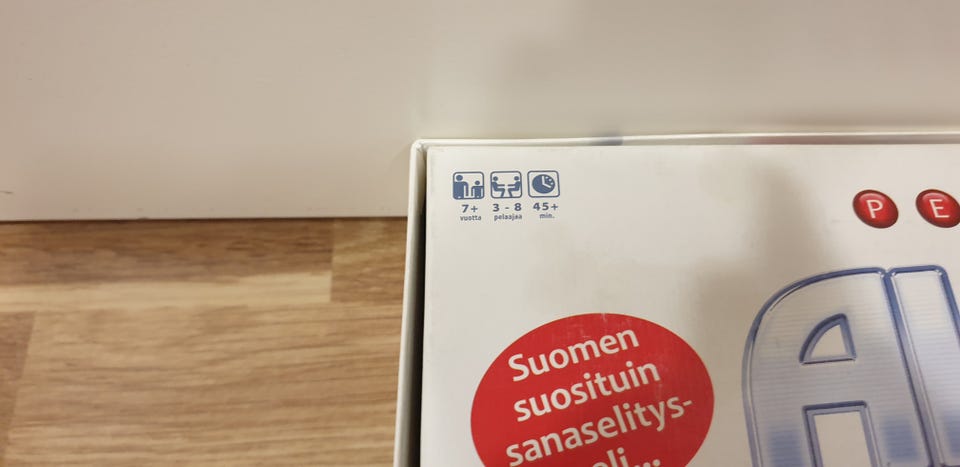 7+ 3 - 8 45+
vuotta pelaajaa min.
P E
Suomen
suosituin
sanaselitys-